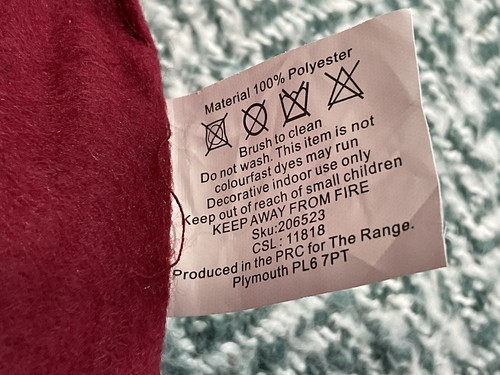 Material 100% Polyester
Brush to clean
Do not wash. This item is not
colourfast dyes may run
Decorative indoor use only
Keep out of reach of small children
KEEP AWAY FROM FIRE
Sku:206523
CSL: 11818
Produced in the PRC for The Range.
Plymouth PL6 7PT